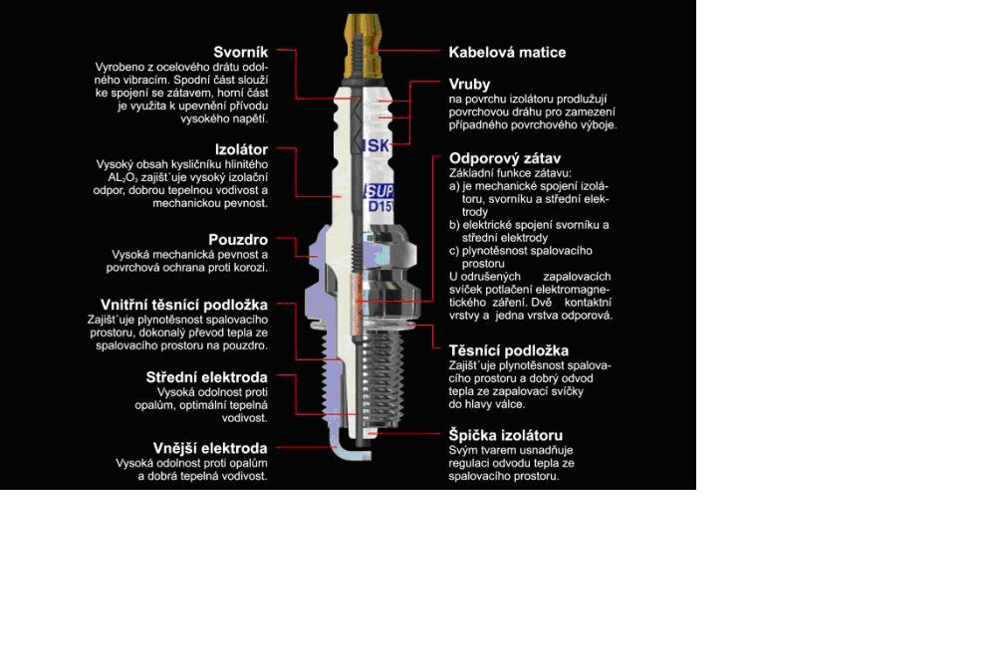 Svorník
Vyrobeno z ocelového drátu odol-
ného vibracím. Spodní část slouží
ke spojení se zátavem, horní část
je využita k upevnění přívodu
vysokého napětí.
Izolátor
Vysoký obsah kysličníku hlinitého
AL₂O₃ zajišt´uje vysoký izolační
odpor, dobrou tepelnou vodivost a
mechanickou pevnost.
Pouzdro
Vysoká mechanická pevnost a
povrchová ochrana proti korozi.
Vnitřní těsnící podložka
Zajišt´uje plynotěsnost spalovacího
prostoru, dokonalý převod tepla ze
spalovacího prostoru na pouzdro.
Střední elektroda
Vysoká odolnost proti
opalům, optimální tepelná
vodivost.
Vnější elektroda
Vysoká odolnost proti opalům
a dobrá tepelná vodivost.
ISK
SUP
D15
Kabelová matice
Vruby
na povrchu izolátoru prodlužují
povrchovou dráhu pro zamezení
případného povrchového výboje.
Odporový zátav
Základní funkce zátavu:
a) je mechanické spojení izolá-
toru, svorníku a střední elek-
trody
b) elektrické spojení svorníku a
střední elektrody
c) plynotěsnost spalovacího
prostoru
U odrušených zapalovacích
svíček potlačení elektromagne-
tického záření. Dvě kontaktní
vrstvy a jedna vrstva odporová.
Těsnící podložka
Zajišt´uje plynotěsnost spalova-
cího prostoru a dobrý odvod
tepla ze zapalovací svíčky
do hlavy válce.
Špička izolátoru
Svým tvarem usnadňuje
regulaci odvodu tepla ze
spalovacího prostoru.